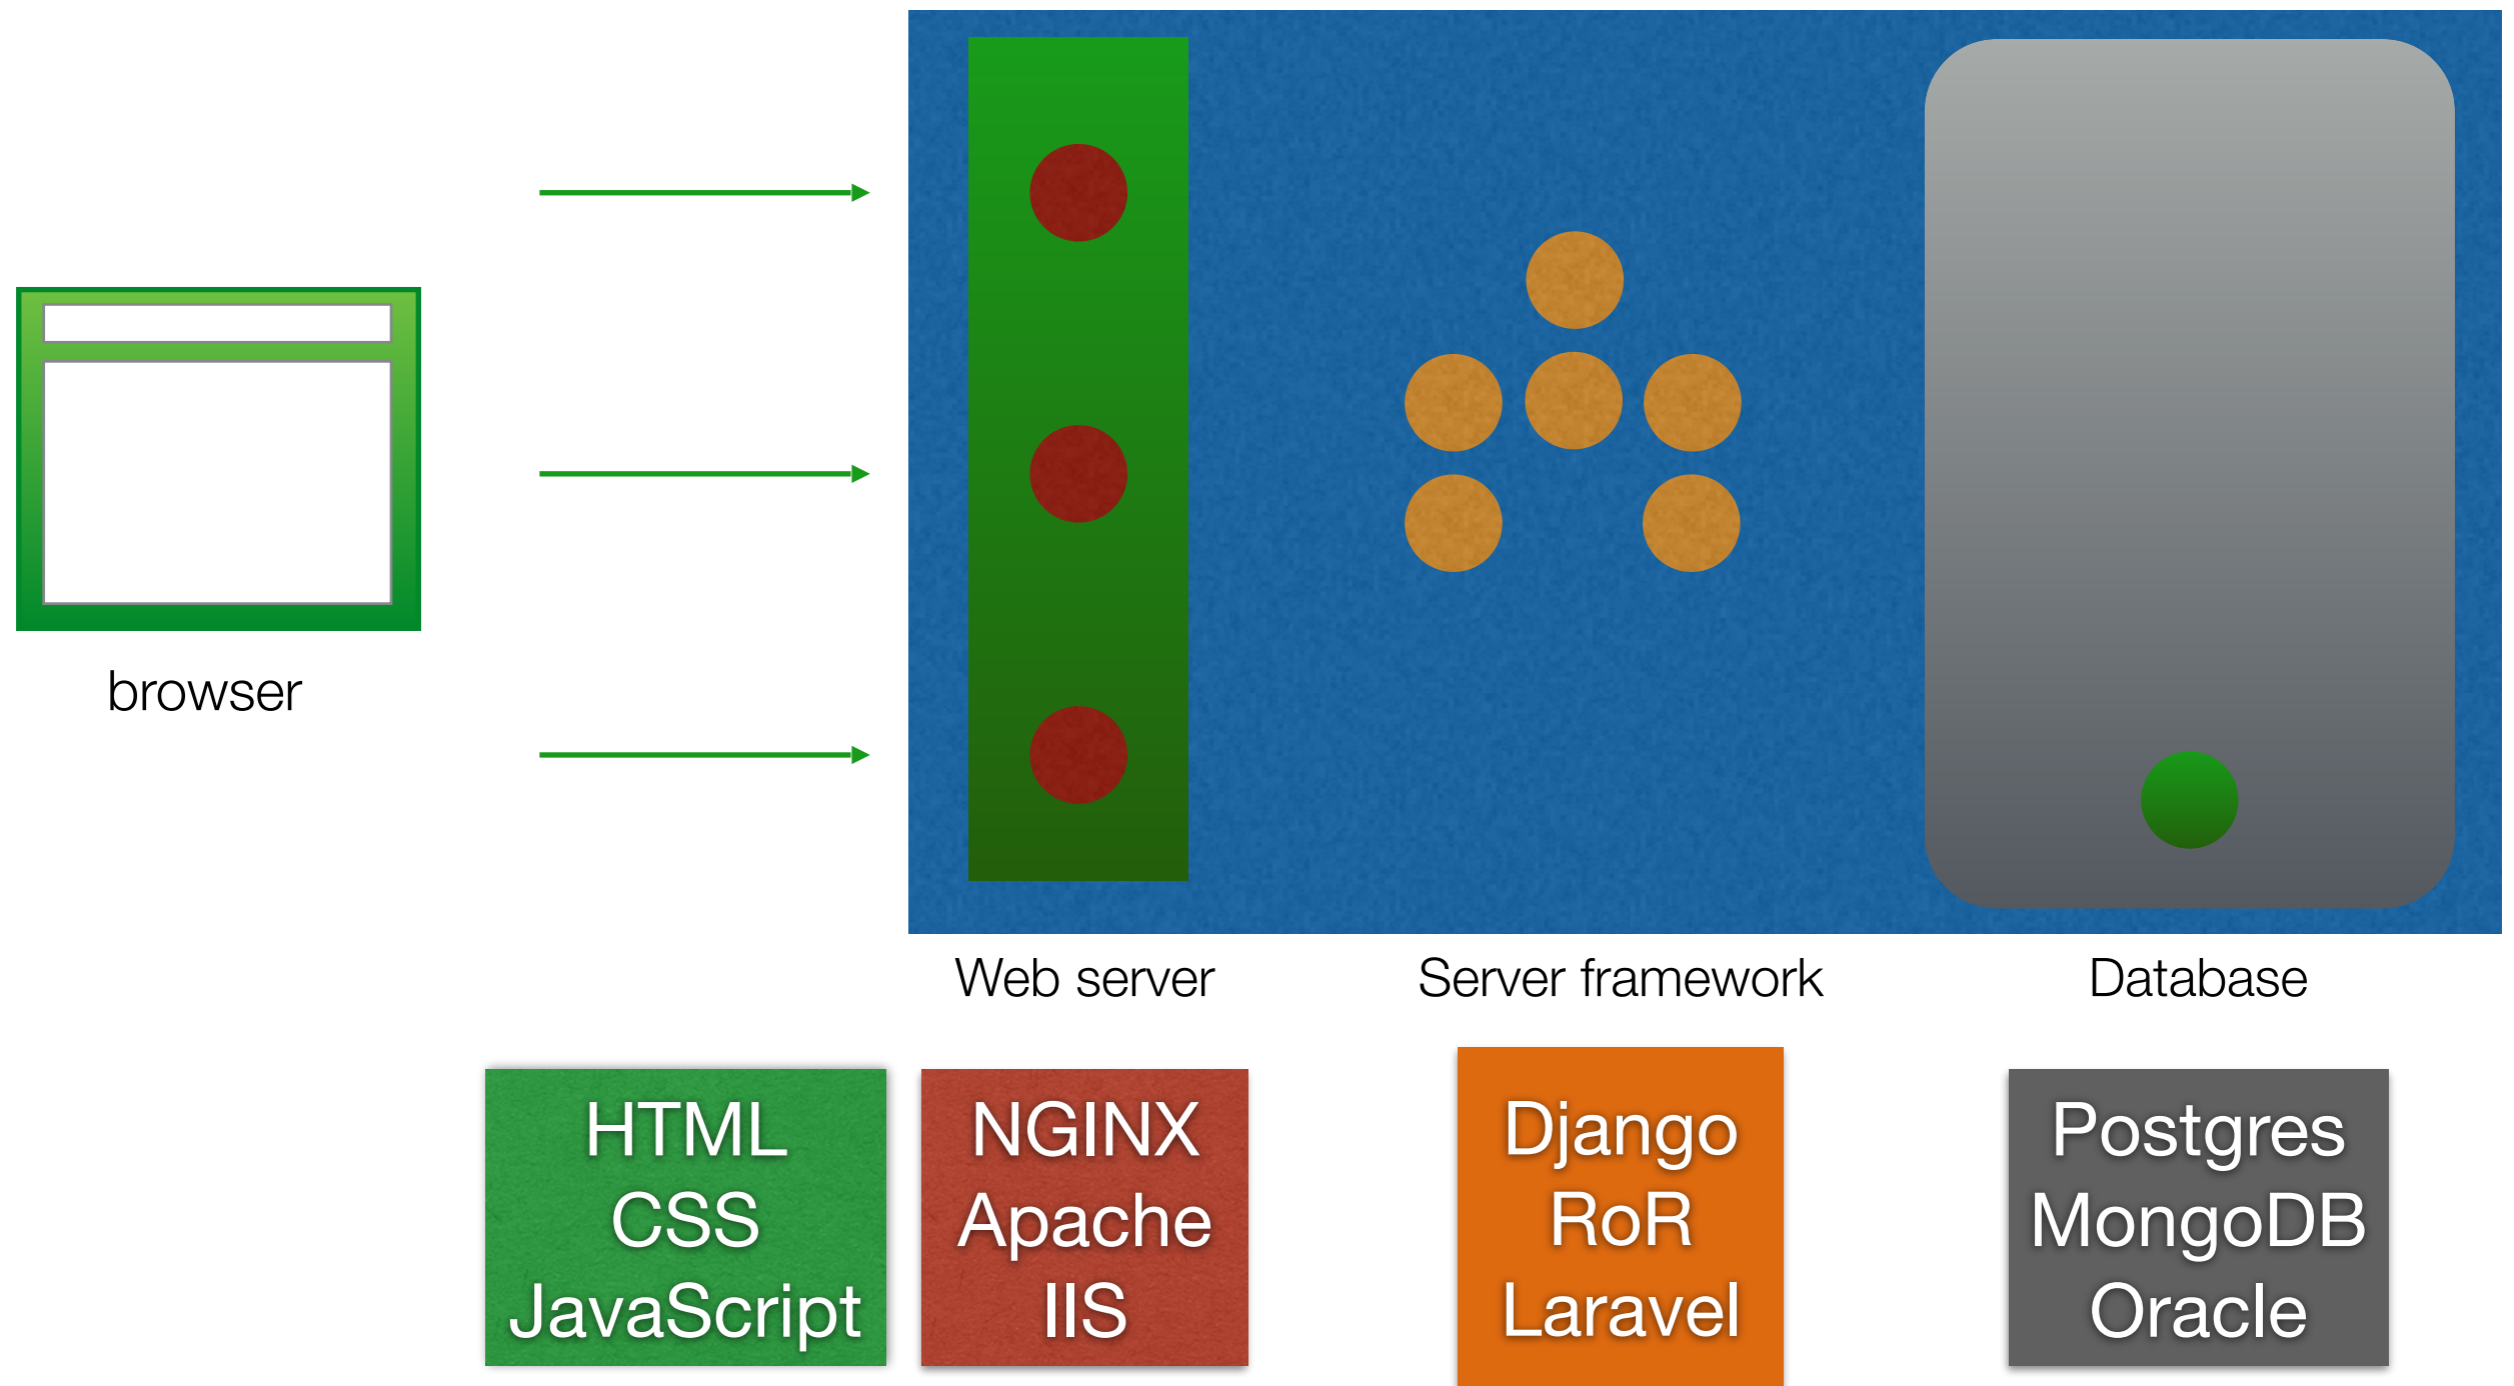 browser
Web server
Server framework
Database
HTML
CSS
JavaScript
NGINX
Apache
IIS
Django
RoR
Laravel
Postgres
MongoDB
Oracle